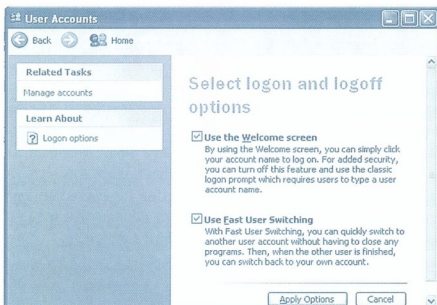 User Accounts
Back
Home
Related Tasks
Manage accounts
Learn About
Logon options
Select logon and logoff
options
Use the Welcome screen
By using the Welcome screen, you can simply click
your account name to log on. For added security,
you can turn off this feature and use the classic
logon prompt which requires users to type a user
account name.
Use Fast User Switching
With Fast User Switching, you can quickly switch to
another user account without having to close any
programs. Then, when the other user is finished,
you can switch back to your own account.
Apply Options
Cancel